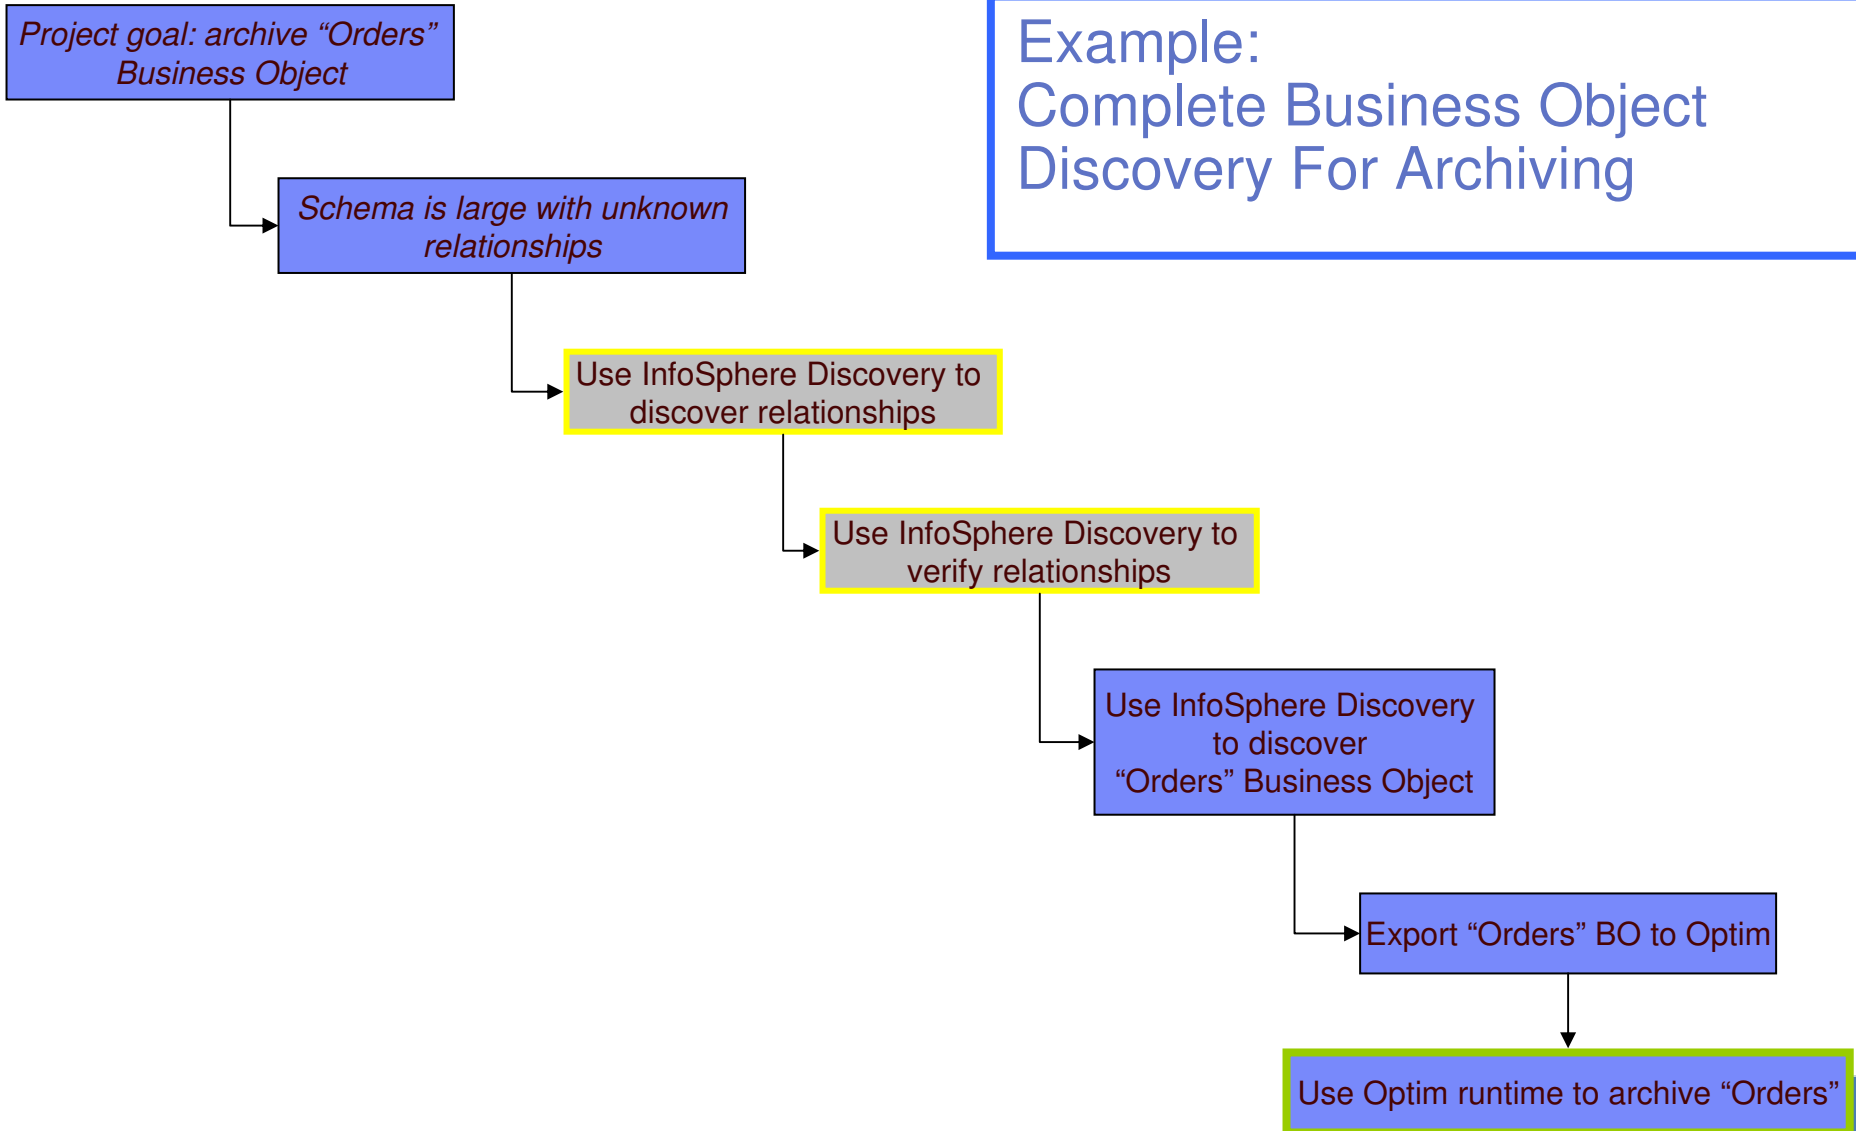 Project goal: archive “Orders”
Business Object
Example:
Complete Business Object
Discovery For Archiving
Schema is large with unknown
relationships
Use InfoSphere Discovery to
discover relationships
Use InfoSphere Discovery to
verify relationships
Use InfoSphere Discovery
to discover
“Orders” Business Object
Export “Orders” BO to Optim
Use Optim runtime to archive “Orders”